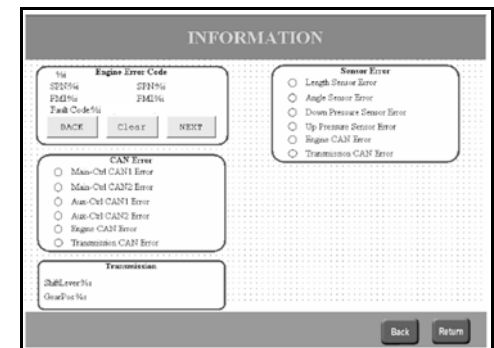 INFORMATION
Engine Error Code
%i
SPN%i SPN%i
FMI%i FMI%i
Fault Code%i
BACK Clear NEXT
CAN Error
Main-Ctrl CAN1 Error
Main-Ctrl CAN2 Error
Aux-Ctrl CAN1 Error
Aux-Ctrl CAN2 Error
Engine CAN Error
Transmission CAN Error
Transmission
ShiftLever%s
GearPos%s
Sensor Error
Length Sensor Error
Angle Sensor Error
Down Pressure Sensor Error
Up Pressure Sensor Error
Engine CAN Error
Transmission CAN Error
Back Return